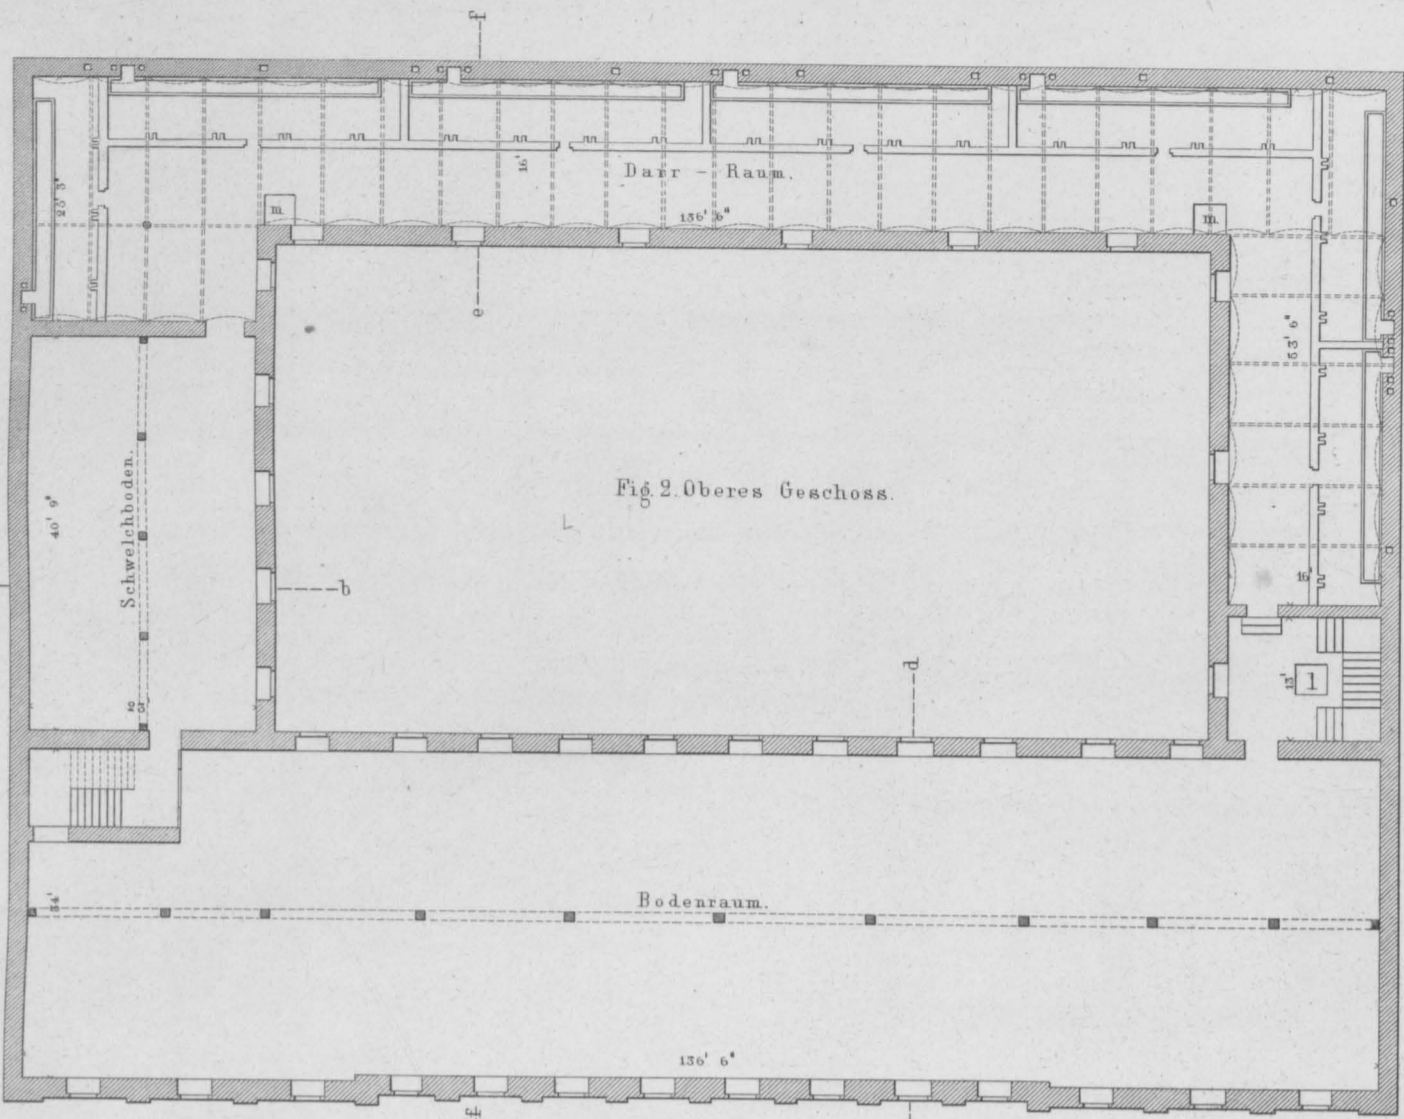 f
25' 3"
16'
Darr - Raum.
m.
136' 6"
m.
e
53' 6"
40' 9"
Schwelchboden.
Fig. 2. Oberes Geschoss.
b
16'
d
13'
1
34'
Bodenraum.
136' 6"
f